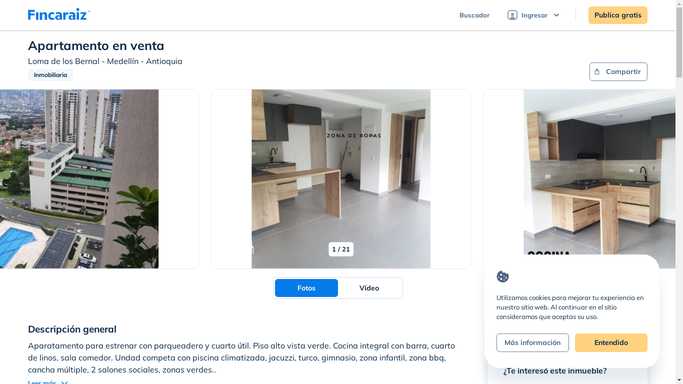 Fincaraiz
Buscador
Ingresar
Publica gratis
Apartamento en venta
Loma de los Bernal - Medellín - Antioquia
Inmobiliaria
Compartir
ZONA DE ROPAS
1 / 21
COCINA
Fotos
Video
Utilizamos cookies para mejorar tu experiencia en
nuestro sitio web. Al continuar en el sitio
consideramos que aceptas su uso.
Más información
Entendido
Descripción general
Aparatamento para estrenar con parqueadero y cuarto útil. Piso alto vista verde. Cocina integral con barra, cuarto
de linos, sala comedor. Undad competa con piscina climatizada, jacuzzi, turco, gimnasio, zona infantil, zona bbq,
cancha múltiple, 2 salones sociales, zonas verdes..
Leer más
¿Te interesó este inmueble?